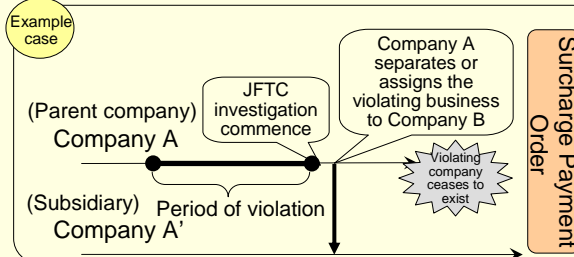 Example
case
Company A
separates or
assigns the
violating business
to Company B
JFTC
investigation
commence
(Parent company)
Company A
Violating
company
ceases to
exist
(Subsidiary)
Company A'
Period of violation
Surcharge Payment
Order